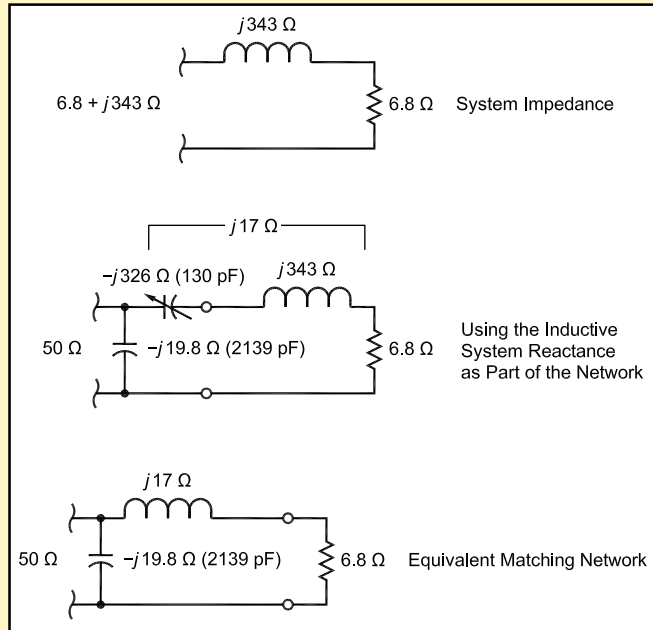 j343 Ω
6.8 + j343 Ω
6.8 Ω
System Impedance
j17 Ω
–j326 Ω (130 pF)
j343 Ω
50 Ω
–j19.8 Ω (2139 pF)
6.8 Ω
Using the Inductive
System Reactance
as Part of the Network
j17 Ω
50 Ω
–j19.8 Ω (2139 pF)
6.8 Ω
Equivalent Matching Network